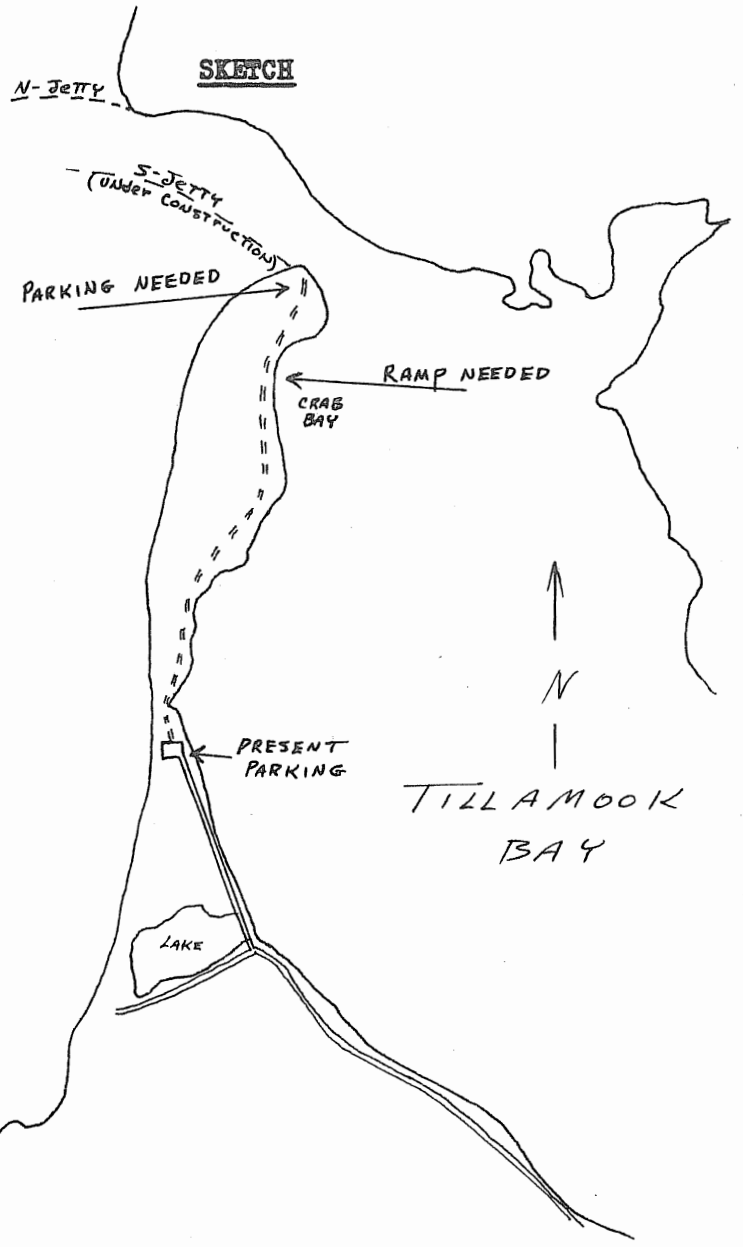 SKETCH
N-Jetty
S-Jetty
(Under Construction)
PARKING NEEDED
RAMP NEEDED
CRAB
BAY
N
PRESENT
PARKING
TILLAMOOK
BAY
LAKE